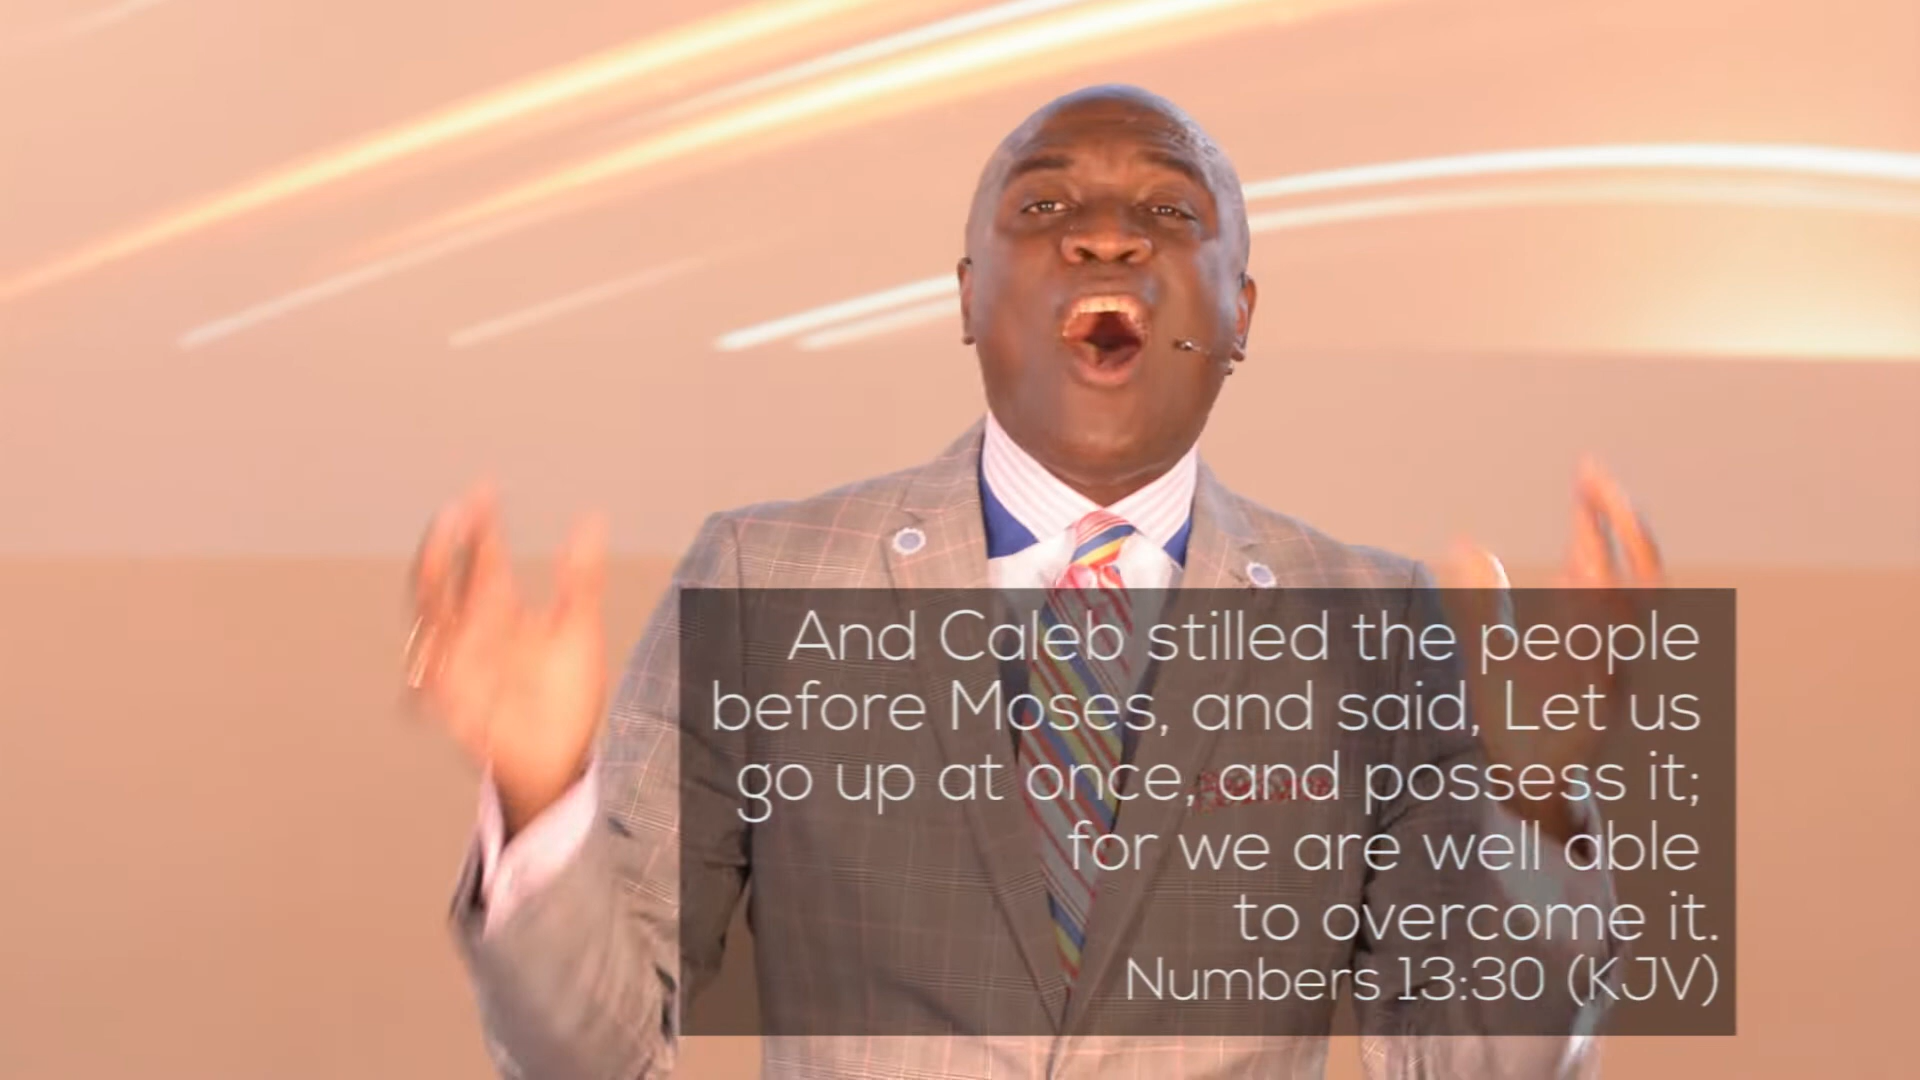 And Caleb stilled the people
before Moses, and said, Let us
go up at once, and possess it;
for we are well able
to overcome it.
Numbers 13:30 (KJV)